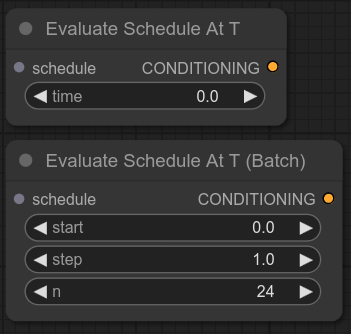 Evaluate Schedule At T
schedule CONDITIONING
time 0.0
Evaluate Schedule At T (Batch)
schedule CONDITIONING
start 0.0
step 1.0
n 24